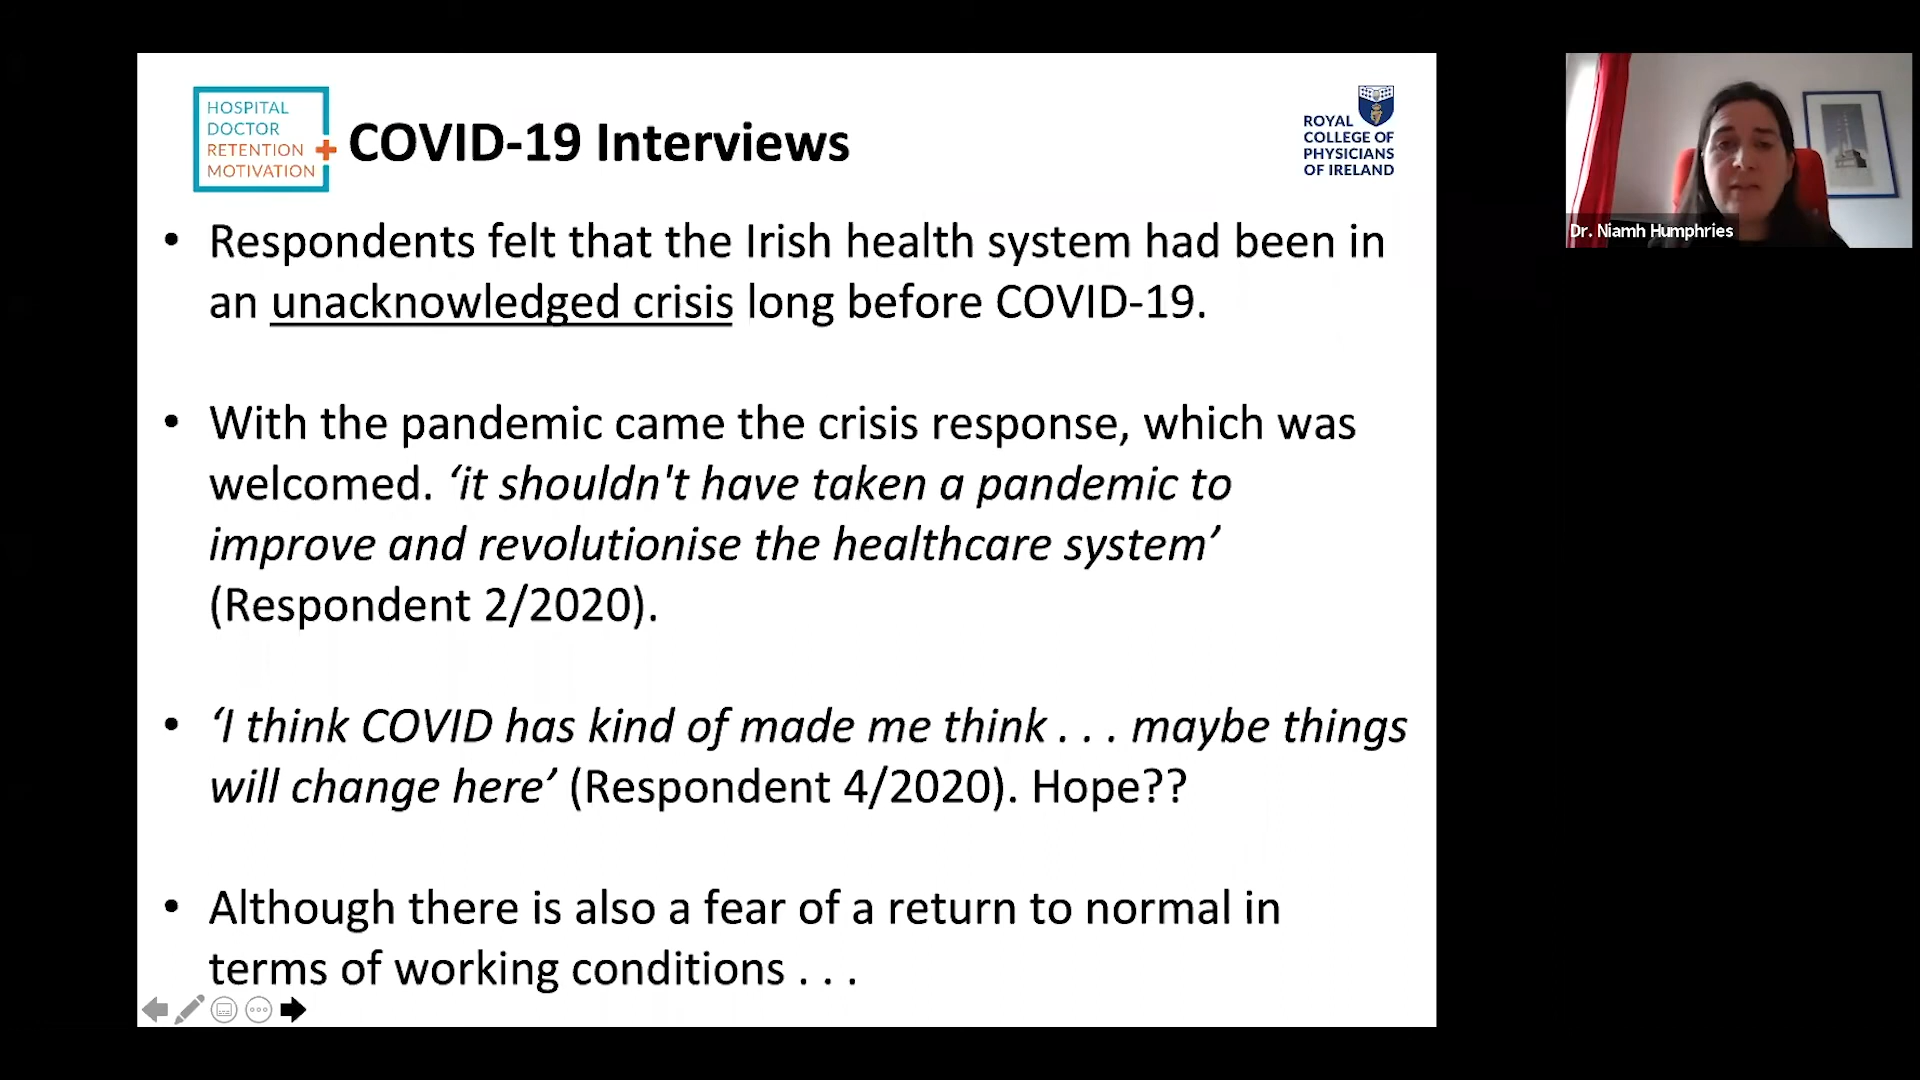 HOSPITAL
DOCTOR
RETENTION
MOTIVATION
COVID-19 Interviews
ROYAL
COLLEGE OF
PHYSICIANS
OF IRELAND
• Respondents felt that the Irish health system had been in
an unacknowledged crisis long before COVID-19.
• With the pandemic came the crisis response, which was
welcomed. ‘it shouldn't have taken a pandemic to
improve and revolutionise the healthcare system’
(Respondent 2/2020).
• ‘I think COVID has kind of made me think . . . maybe things
will change here’ (Respondent 4/2020). Hope??
• Although there is also a fear of a return to normal in
terms of working conditions . . .
Dr. Niamh Humphries